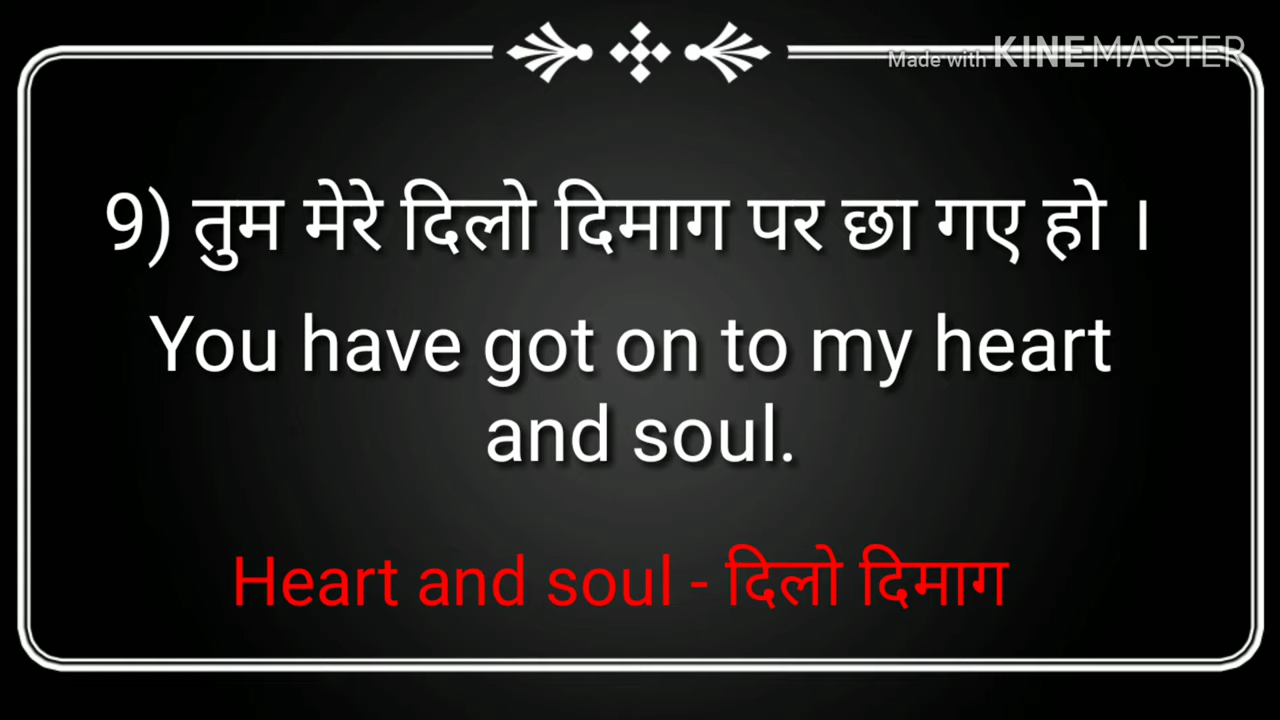 Made with KINEMASTER
9) तुम मेरे दिलो दिमाग पर छा गए हो ।
You have got on to my heart
and soul.
Heart and soul - दिलो दिमाग